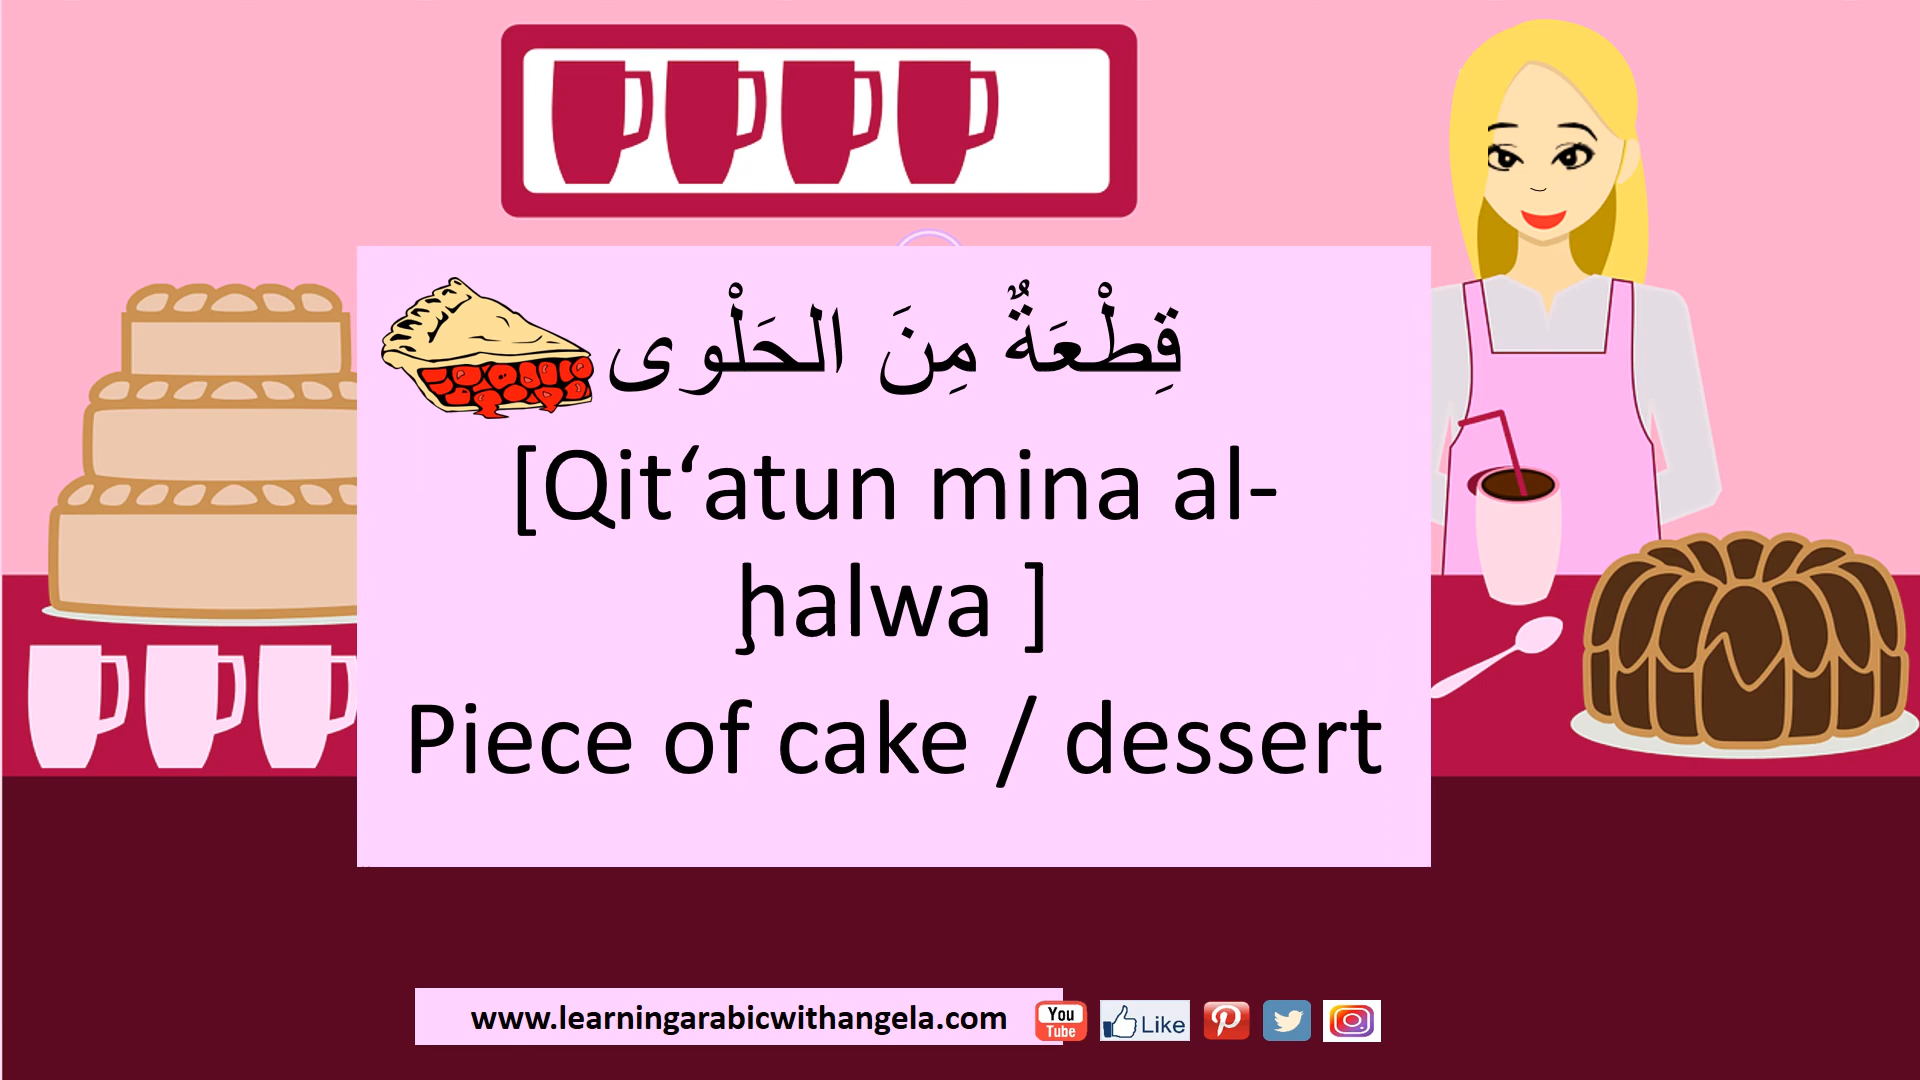 قِطْعَةٌ مِنَ الحَلْوى
[Qit‘atun mina al-
ḩalwa ]
Piece of cake / dessert
www.learningarabicwithangela.com
You
Tube
Like